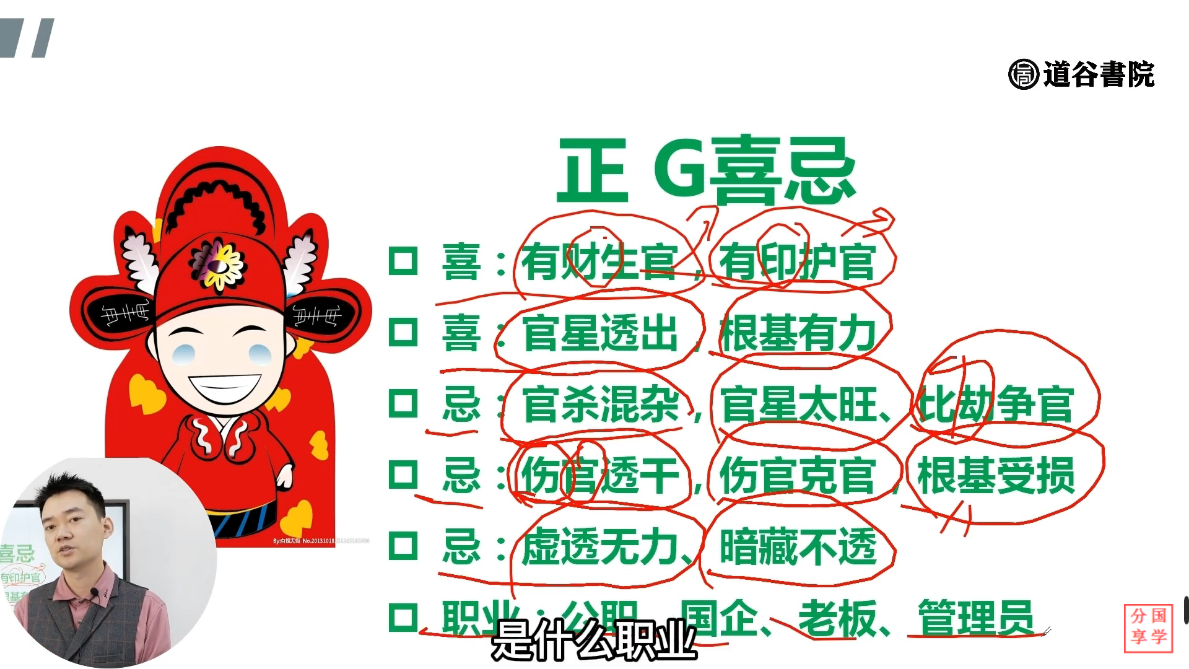 道谷書院
正 G喜忌
喜：有财生官，有印护官
喜：官星透出，根基有力
忌：官杀混杂，官星太旺、比劫争官
忌：伤官透干，伤官克官，根基受损
忌：虚透无力、暗藏不透
职业：公职、国企、老板、管理员
是什么职业
分国
享学
喜忌
有印护官